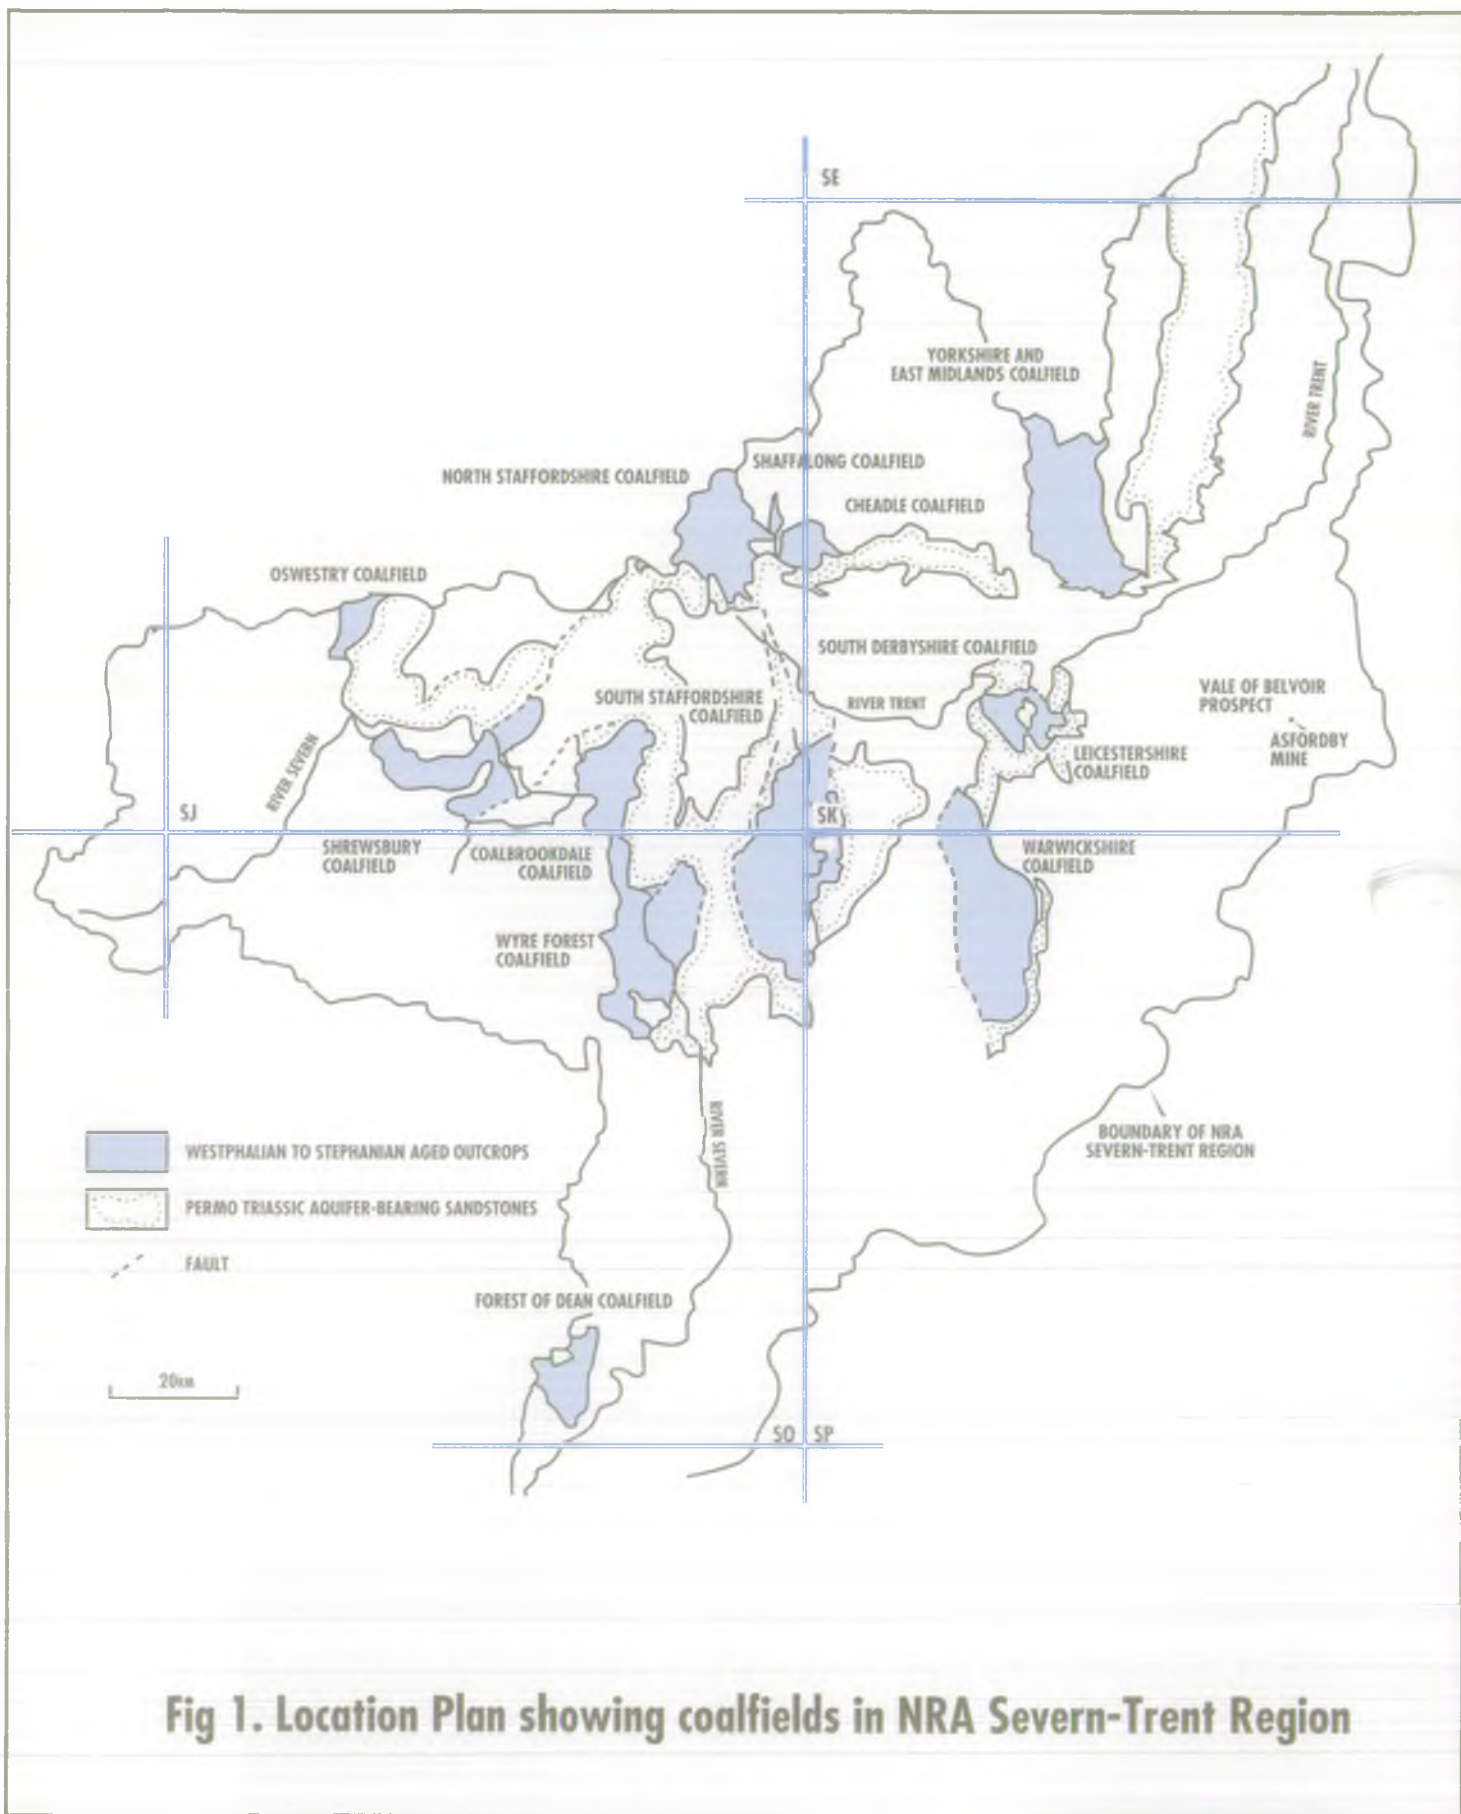 SE
YORKSHIRE AND
EAST MIDLANDS COALFIELD
RIVER TRENT
SHAFFALONG COALFIELD
NORTH STAFFORDSHIRE COALFIELD
CHEADLE COALFIELD
OSWESTRY COALFIELD
SOUTH DERBYSHIRE COALFIELD
SOUTH STAFFORDSHIRE
COALFIELD
RIVER TRENT
VALE OF BELVOIR
PROSPECT
ASFORDBY
MINE
LEICESTERSHIRE
COALFIELD
RIVER SEVERN
SJ
SK
SHREWSBURY
COALFIELD
COALBROOKDALE
COALFIELD
WARWICKSHIRE
COALFIELD
WYRE FOREST
COALFIELD
RIVER SEVERN
BOUNDARY OF NRA
SEVERN-TRENT REGION
WESTPHALIAN TO STEPHANIAN AGED OUTCROPS
PERMO TRIASSIC AQUIFER-BEARING SANDSTONES
FAULT
FOREST OF DEAN COALFIELD
20KM
SO SP
Fig 1. Location Plan showing coalfields in NRA Severn-Trent Region